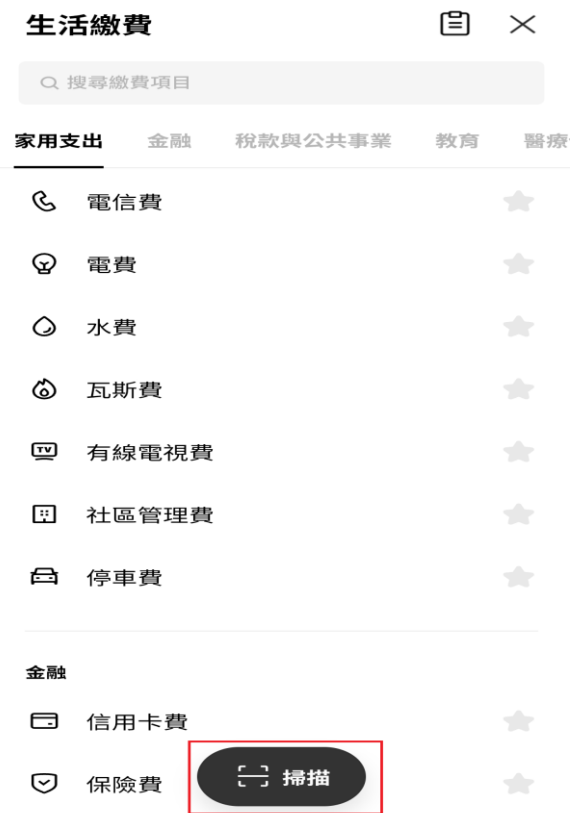 生活繳費
搜尋繳費項目
家用支出 金融 稅款與公共事業 教育 醫療
電信費
電費
水費
瓦斯費
TV 有線電視費
社區管理費
停車費
金融
信用卡費
保險費
掃描